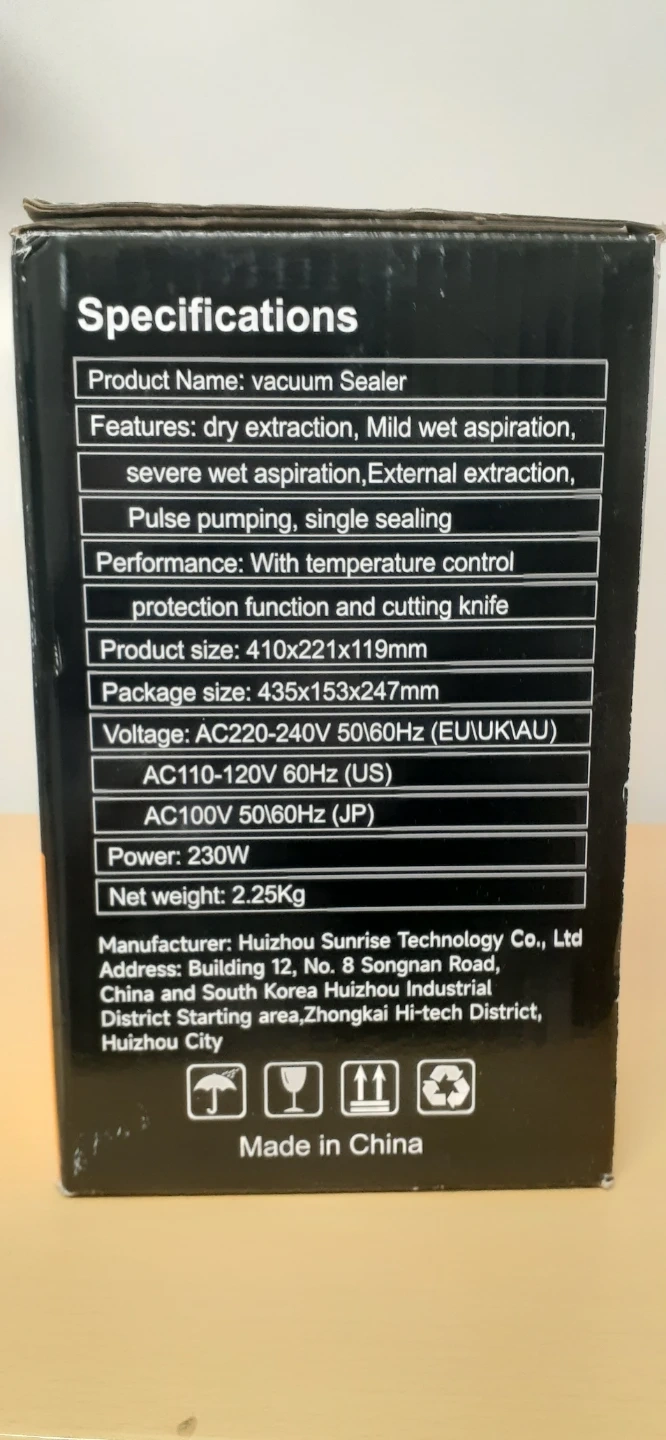 Specifications
Product Name: vacuum Sealer
Features: dry extraction, Mild wet aspiration,
severe wet aspiration,External extraction,
Pulse pumping, single sealing
Performance: With temperature control
protection function and cutting knife
Product size: 410x221x119mm
Package size: 435x153x247mm
Voltage: AC220-240V 50\60Hz (EU\UK\AU)
AC110-120V 60Hz (US)
AC100V 50\60Hz (JP)
Power: 230W
Net weight: 2.25Kg
Manufacturer: Huizhou Sunrise Technology Co., Ltd
Address: Building 12, No. 8 Songnan Road,
China and South Korea Huizhou Industrial
District Starting area,Zhongkai Hi-tech District,
Huizhou City
Made in China